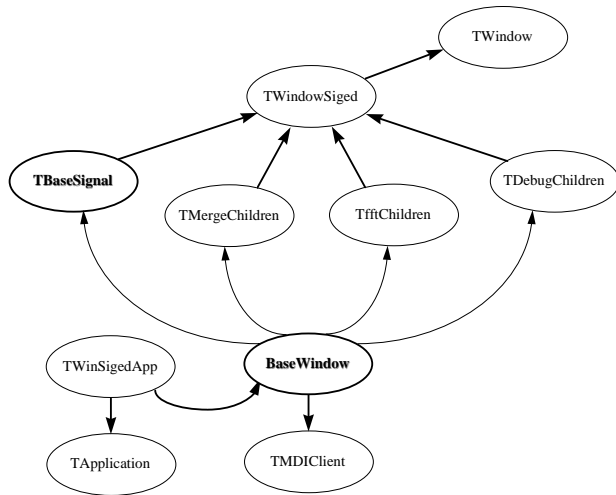 TWindow
TWindowSiged
TBaseSignal
TDebugChildren
TMergeChildren
TfftChildren
TWinSigedApp
BaseWindow
TApplication
TMDIClient